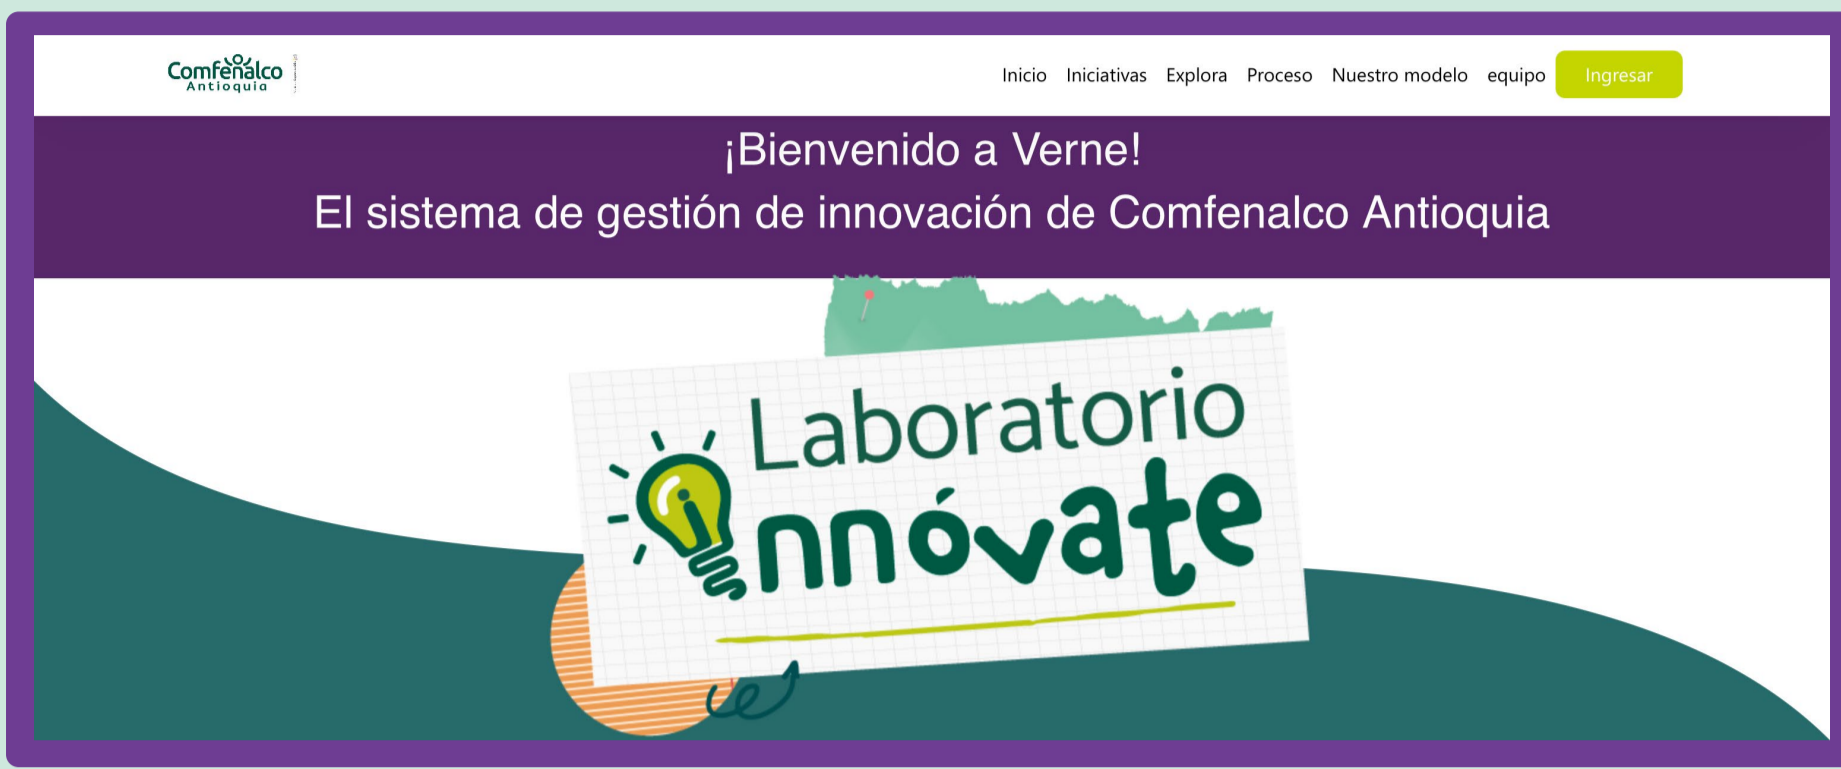 Comfenalco
Antioquia
Inicio Iniciativas Explora Proceso Nuestro modelo equipo Ingresar
¡Bienvenido a Verne!
El sistema de gestión de innovación de Comfenalco Antioquia
Laboratorio
innóvate